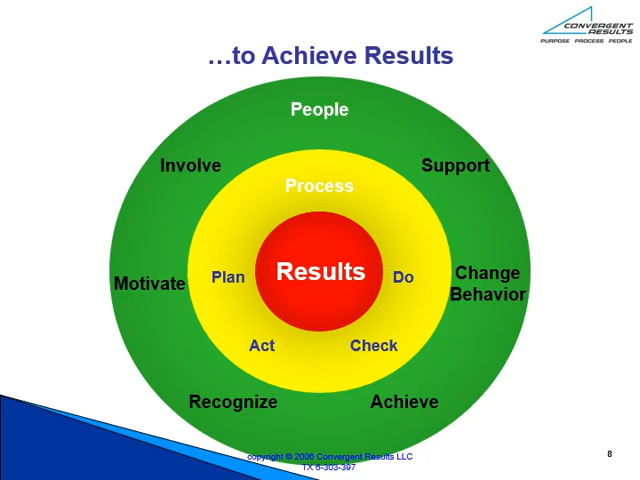 CONVERGENT
RESULTS
PURPOSE PROCESS PEOPLE
…to Achieve Results
People
Involve
Support
Process
Motivate
Plan
Results
Do
Change
Behavior
Act
Check
Recognize
Achieve
copyright © 2006 Convergent Results LLC
TX 6-303-397
8